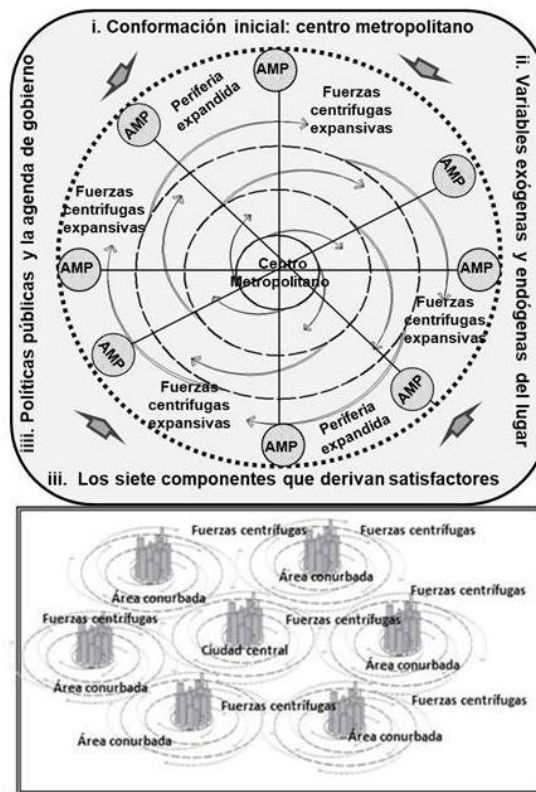 i. Conformación inicial: centro metropolitano
ii. Variables exógenas y endógenas del lugar
iii. Los siete componentes que derivan satisfactores
iiii. Políticas públicas y la agenda de gobierno
AMP
Periferia
expandida
Fuerzas
centrífugas
expansivas
AMP
AMP
Fuerzas
centrífugas
expansivas
AMP
Centro
Metropolitano
AMP
Fuerzas
centrífugas
expansivas
AMP
Fuerzas
centrífugas
expansivas
AMP
Periferia
expandida
AMP
Fuerzas centrífugas
Fuerzas centrífugas
Área conurbada
Área conurbada
Fuerzas centrífugas
Fuerzas centrífugas
Fuerzas centrífugas
Ciudad central
Área conurbada
Área conurbada
Fuerzas centrífugas
Fuerzas centrífugas
Área conurbada
Área conurbada